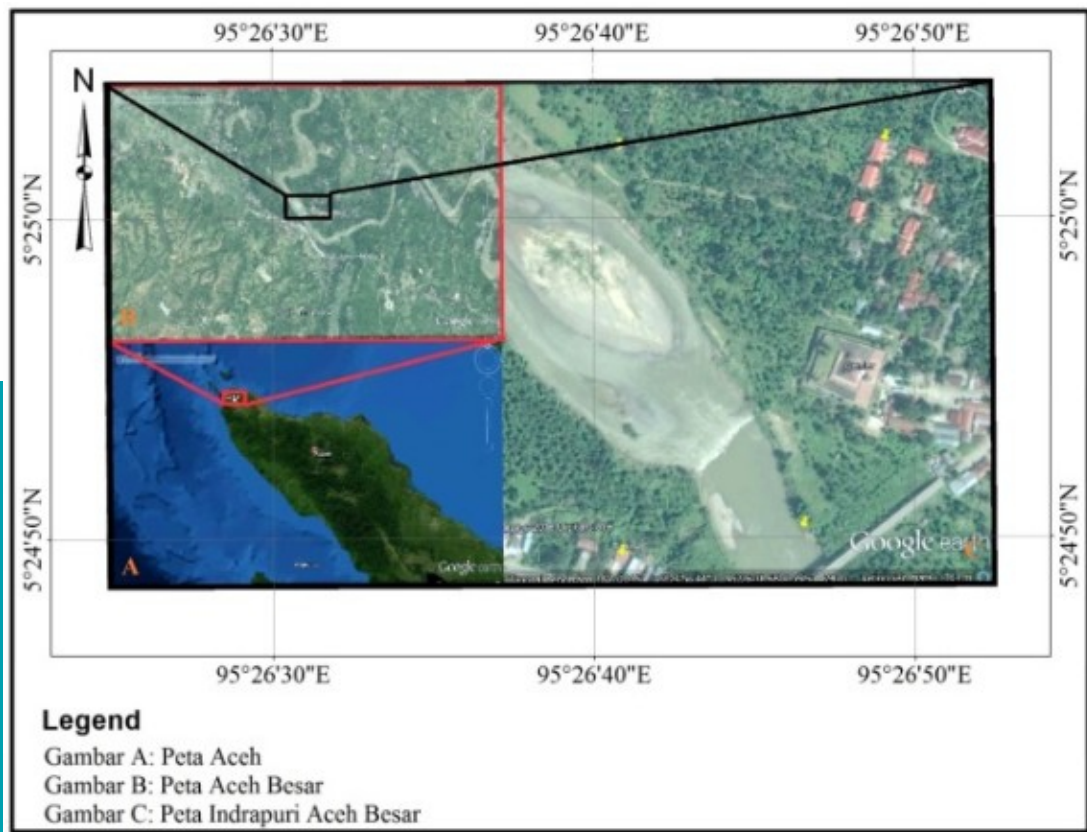 95°26'30"E 95°26'40"E 95°26'50"E
N
5°25'0"N 5°25'0"N
B
Google earth
5°24'50"N 5°24'50"N
A
Google earth
Google earth
95°26'30"E 95°26'40"E 95°26'50"E
Legend
Gambar A: Peta Aceh
Gambar B: Peta Aceh Besar
Gambar C: Peta Indrapuri Aceh Besar